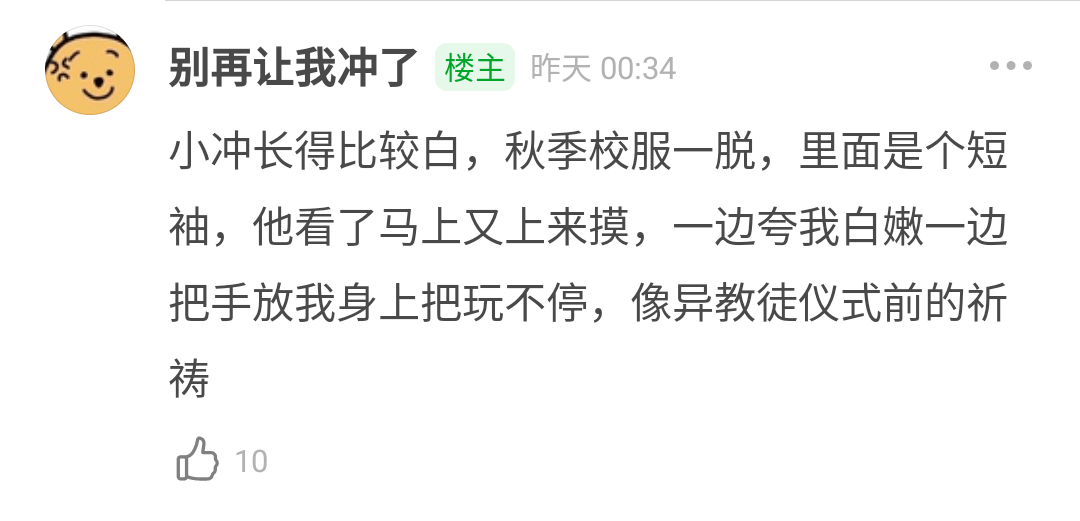 别再让我冲了 楼主 昨天 00:34
小冲长得比较白，秋季校服一脱，里面是个短
袖，他看了马上又上来摸，一边夸我白嫩一边
把手放我身上把玩不停，像异教徒仪式前的祈
祷
10